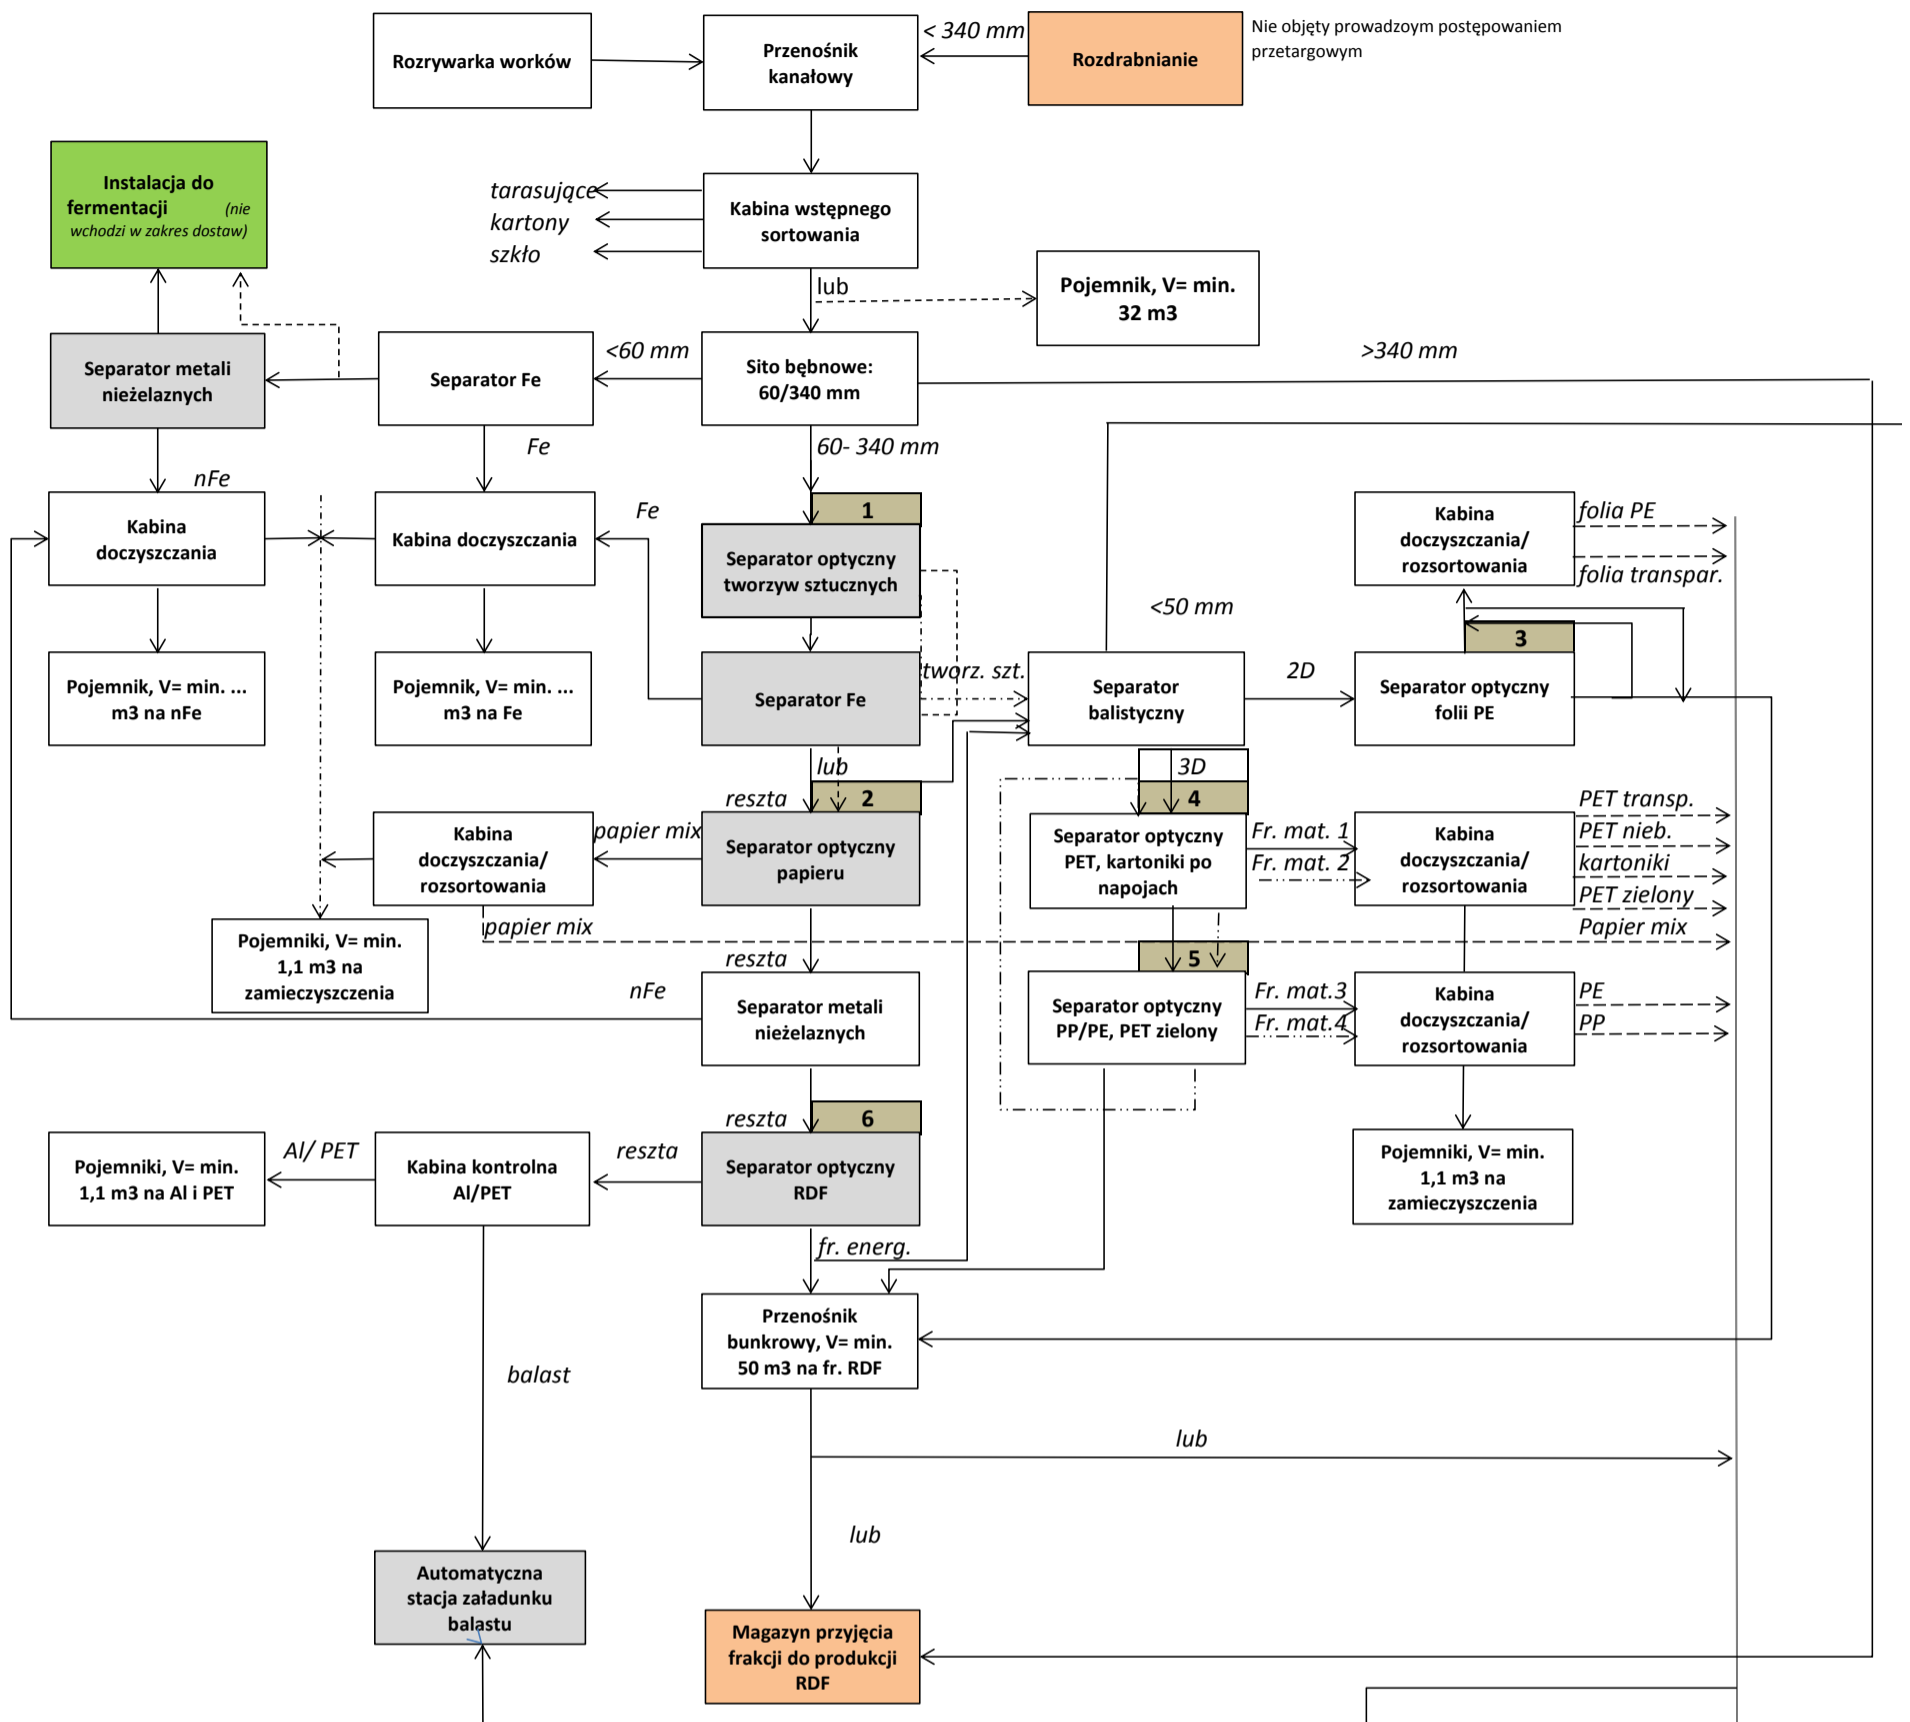 Rozrywarka worków
Przenośnik
kanałowy
< 340 mm
Rozdrabnianie
Nie objęty prowadzoym postępowaniem
przetargowym
Instalacja do
fermentacji (nie
wchodzi w zakres dostaw)
tarasujące
kartony
szkło
Kabina wstępnego
sortowania
lub
Pojemnik, V= min.
32 m3
Separator metali
nieżelaznych
Separator Fe
<60 mm
Sito bębnowe:
60/340 mm
>340 mm
Fe
60- 340 mm
nFe
Kabina
doczyszczania
Kabina doczyszczania
Fe
1
Separator optyczny
tworzyw sztucznych
Kabina
doczyszczania/
rozsortowania
folia PE
folia transpar.
<50 mm
3
Pojemnik, V= min. ...
m3 na nFe
Pojemnik, V= min. ...
m3 na Fe
Separator Fe
tworz. szt.
Separator
balistyczny
2D
Separator optyczny
folii PE
lub
3D
reszta
2
4
Kabina
doczyszczania/
rozsortowania
papier mix
Separator optyczny
papieru
Separator optyczny
PET, kartoniki po
napojach
Fr. mat. 1
Fr. mat. 2
Kabina
doczyszczania/
rozsortowania
PET transp.
PET nieb.
kartoniki
PET zielony
Papier mix
papier mix
Pojemniki, V= min.
1,1 m3 na
zamieczyszczenia
reszta
5
nFe
Separator metali
nieżelaznych
Separator optyczny
PP/PE, PET zielony
Fr. mat.3
Fr. mat.4
Kabina
doczyszczania/
rozsortowania
PE
PP
reszta
6
Pojemniki, V= min.
1,1 m3 na Al i PET
Al/ PET
Kabina kontrolna
Al/PET
reszta
Separator optyczny
RDF
Pojemniki, V= min.
1,1 m3 na
zamieczyszczenia
fr. energ.
Przenośnik
bunkrowy, V= min.
50 m3 na fr. RDF
balast
lub
lub
Automatyczna
stacja załadunku
balastu
Magazyn przyjęcia
frakcji do produkcji
RDF